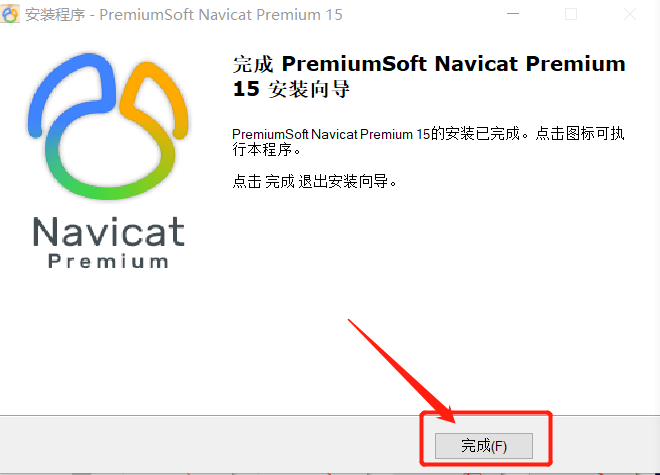 安装程序 - PremiumSoft Navicat Premium 15
完成 PremiumSoft Navicat Premium
15 安装向导
PremiumSoft Navicat Premium 15的安装已完成。点击图标可执
行本程序。
点击 完成 退出安装向导。
Navicat
Premium
完成(F)